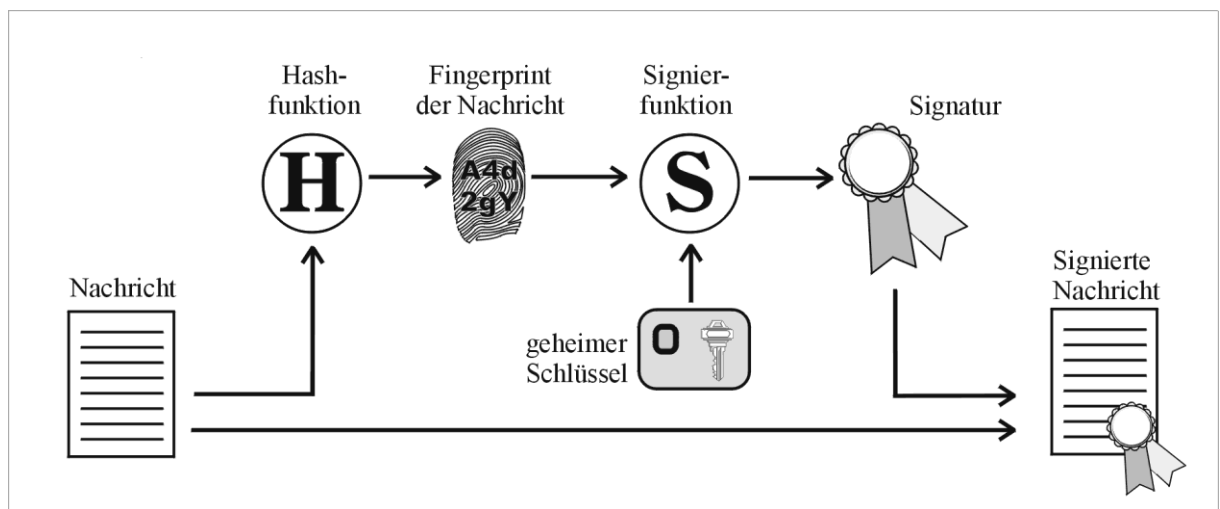 Hash-
funktion
Fingerprint
der Nachricht
Signier-
funktion
Signatur
H
A4d
2gY
S
Nachricht
geheimer
Schlüssel
Signierte
Nachricht